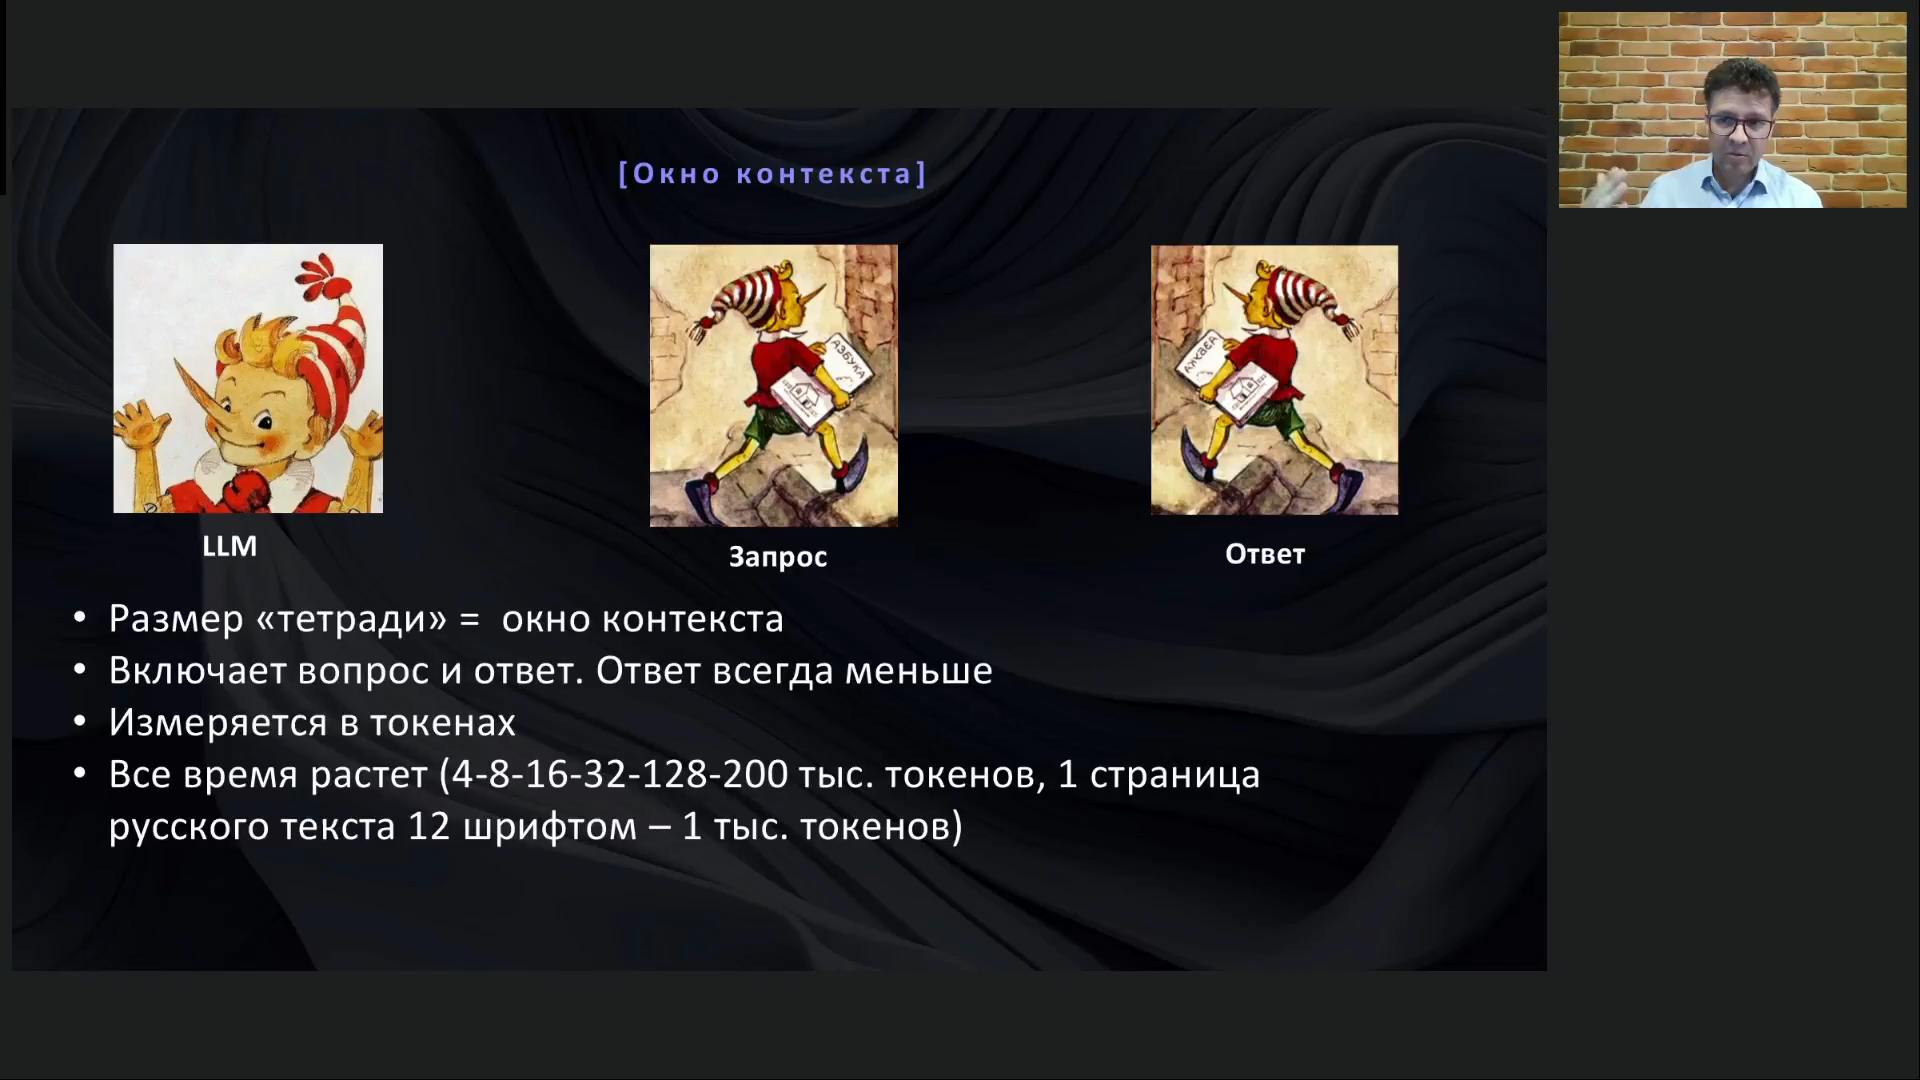 [Окно контекста]
АЗБУКА
LLM
Запрос
Ответ
• Размер «тетради» = окно контекста
• Включает вопрос и ответ. Ответ всегда меньше
• Измеряется в токенах
• Все время растет (4-8-16-32-128-200 тыс. токенов, 1 страница
русского текста 12 шрифтом – 1 тыс. токенов)